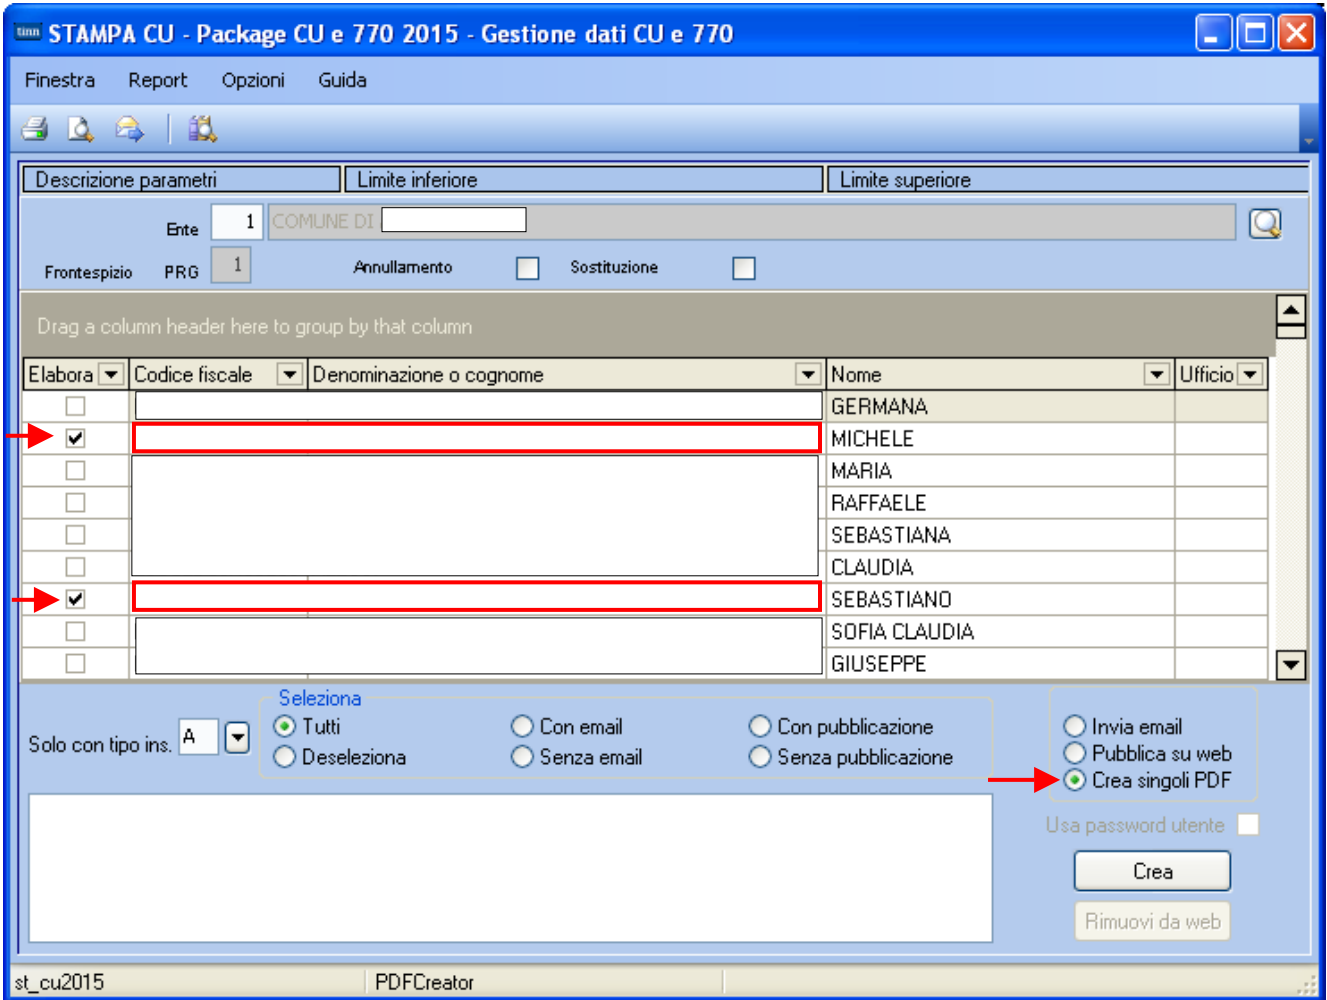 tinn STAMPA CU - Package CU e 770 2015 - Gestione dati CU e 770
Finestra Report Opzioni Guida
Descrizione parametri Limite inferiore Limite superiore
Ente 1 COMUNE DI
Frontespizio PRG 1 Annullamento Sostituzione
Drag a column header here to group by that column
Elabora Codice fiscale Denominazione o cognome Nome Ufficio
GERMANA
MICHELE
MARIA
RAFFAELE
SEBASTIANA
CLAUDIA
SEBASTIANO
SOFIA CLAUDIA
GIUSEPPE
Seleziona
Solo con tipo ins. A
Tutti Con email Con pubblicazione
Deseleziona Senza email Senza pubblicazione
Invia email
Pubblica su web
Crea singoli PDF
Usa password utente
Crea
Rimuovi da web
st_cu2015 PDFCreator